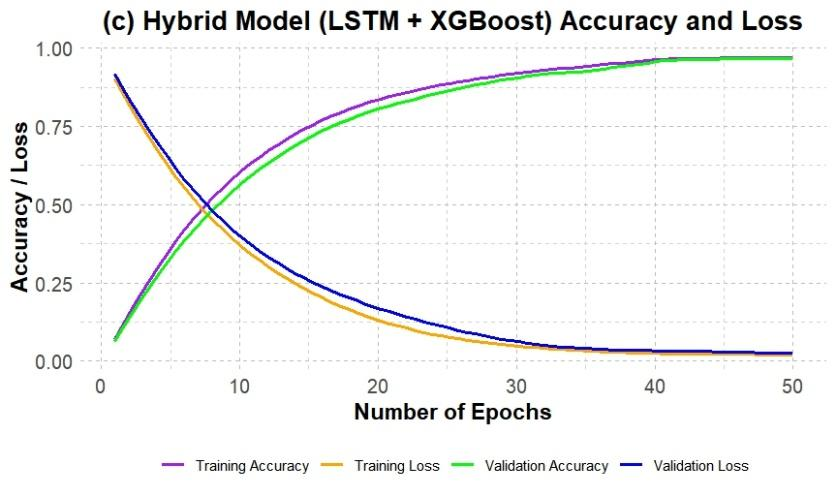 (c) Hybrid Model (LSTM + XGBoost) Accuracy and Loss
1.00
0.75
0.50
0.25
0.00
Accuracy / Loss
0 10 20 30 40 50
Number of Epochs
Training Accuracy Training Loss Validation Accuracy Validation Loss